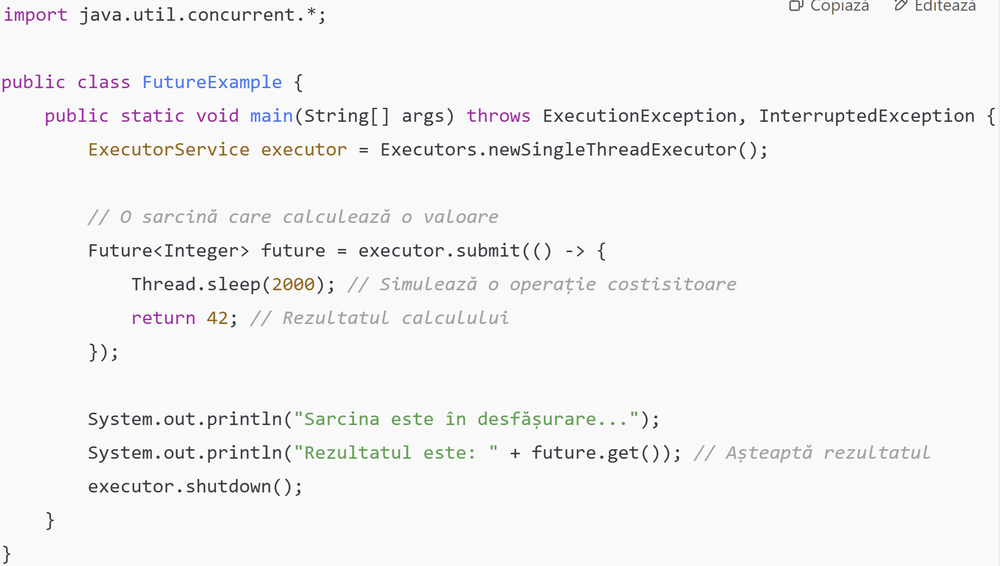 Copiază Editează
import java.util.concurrent.*;
public class FutureExample {
    public static void main(String[] args) throws ExecutionException, InterruptedException {
        ExecutorService executor = Executors.newSingleThreadExecutor();
        // O sarcină care calculează o valoare
        Future<Integer> future = executor.submit(() -> {
            Thread.sleep(2000); // Simulează o operație costisitoare
            return 42; // Rezultatul calculului
        });
        System.out.println("Sarcina este în desfășurare...");
        System.out.println("Rezultatul este: " + future.get()); // Așteaptă rezultatul
        executor.shutdown();
    }
}